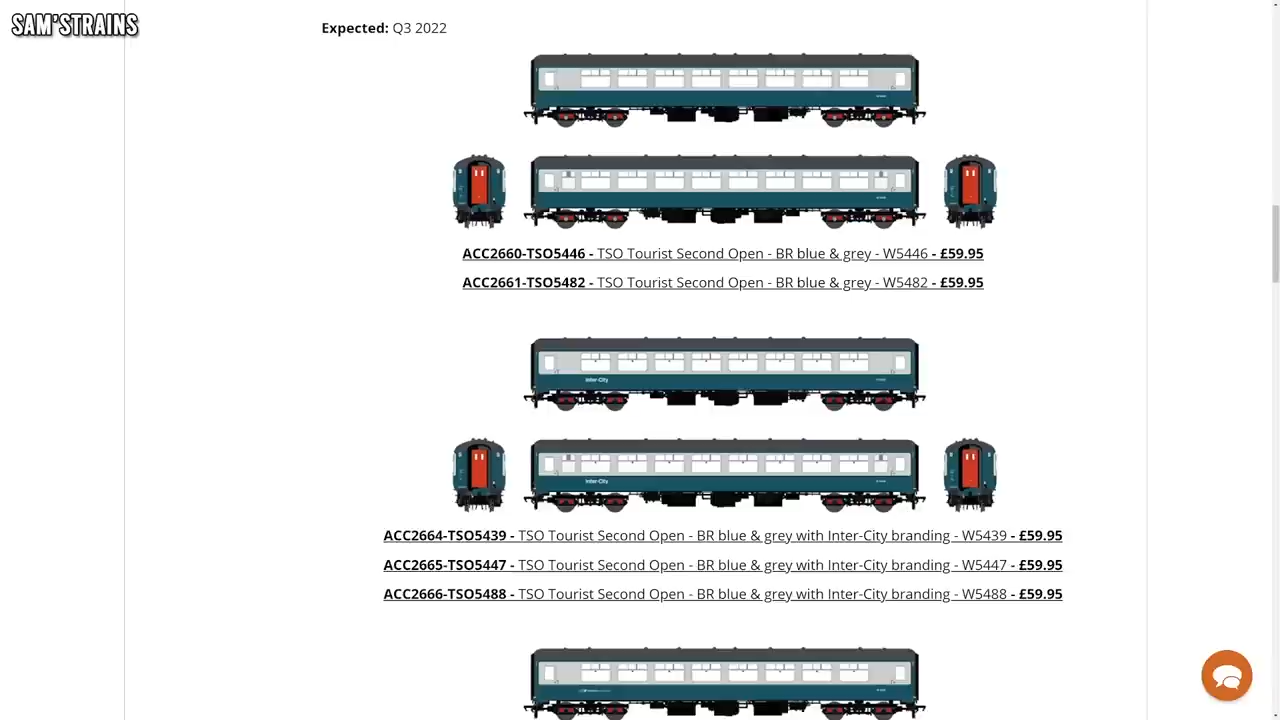 SAM'STRAINS
Expected: Q3 2022
ACC2660-TSO5446 - TSO Tourist Second Open - BR blue & grey - W5446 - £59.95
ACC2661-TSO5482 - TSO Tourist Second Open - BR blue & grey - W5482 - £59.95
Inter-City
Inter-City
ACC2664-TSO5439 - TSO Tourist Second Open - BR blue & grey with Inter-City branding - W5439 - £59.95
ACC2665-TSO5447 - TSO Tourist Second Open - BR blue & grey with Inter-City branding - W5447 - £59.95
ACC2666-TSO5488 - TSO Tourist Second Open - BR blue & grey with Inter-City branding - W5488 - £59.95